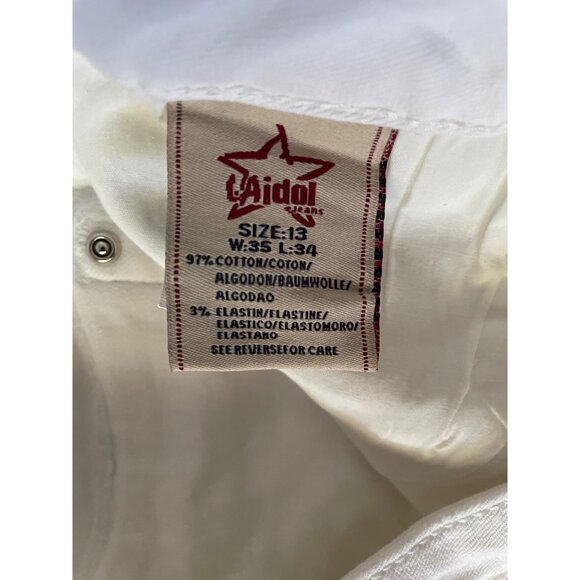 L.A idol
jeans
SIZE:13
W:35 L:34
97% COTTON/COTON/
ALGODON/BAUMWOLLE/
ALGODAO
3% ELASTIN/ELASTINE/
ELASTICO/ELASTOMORO/
ELASTANO
SEE REVERSEFOR CARE